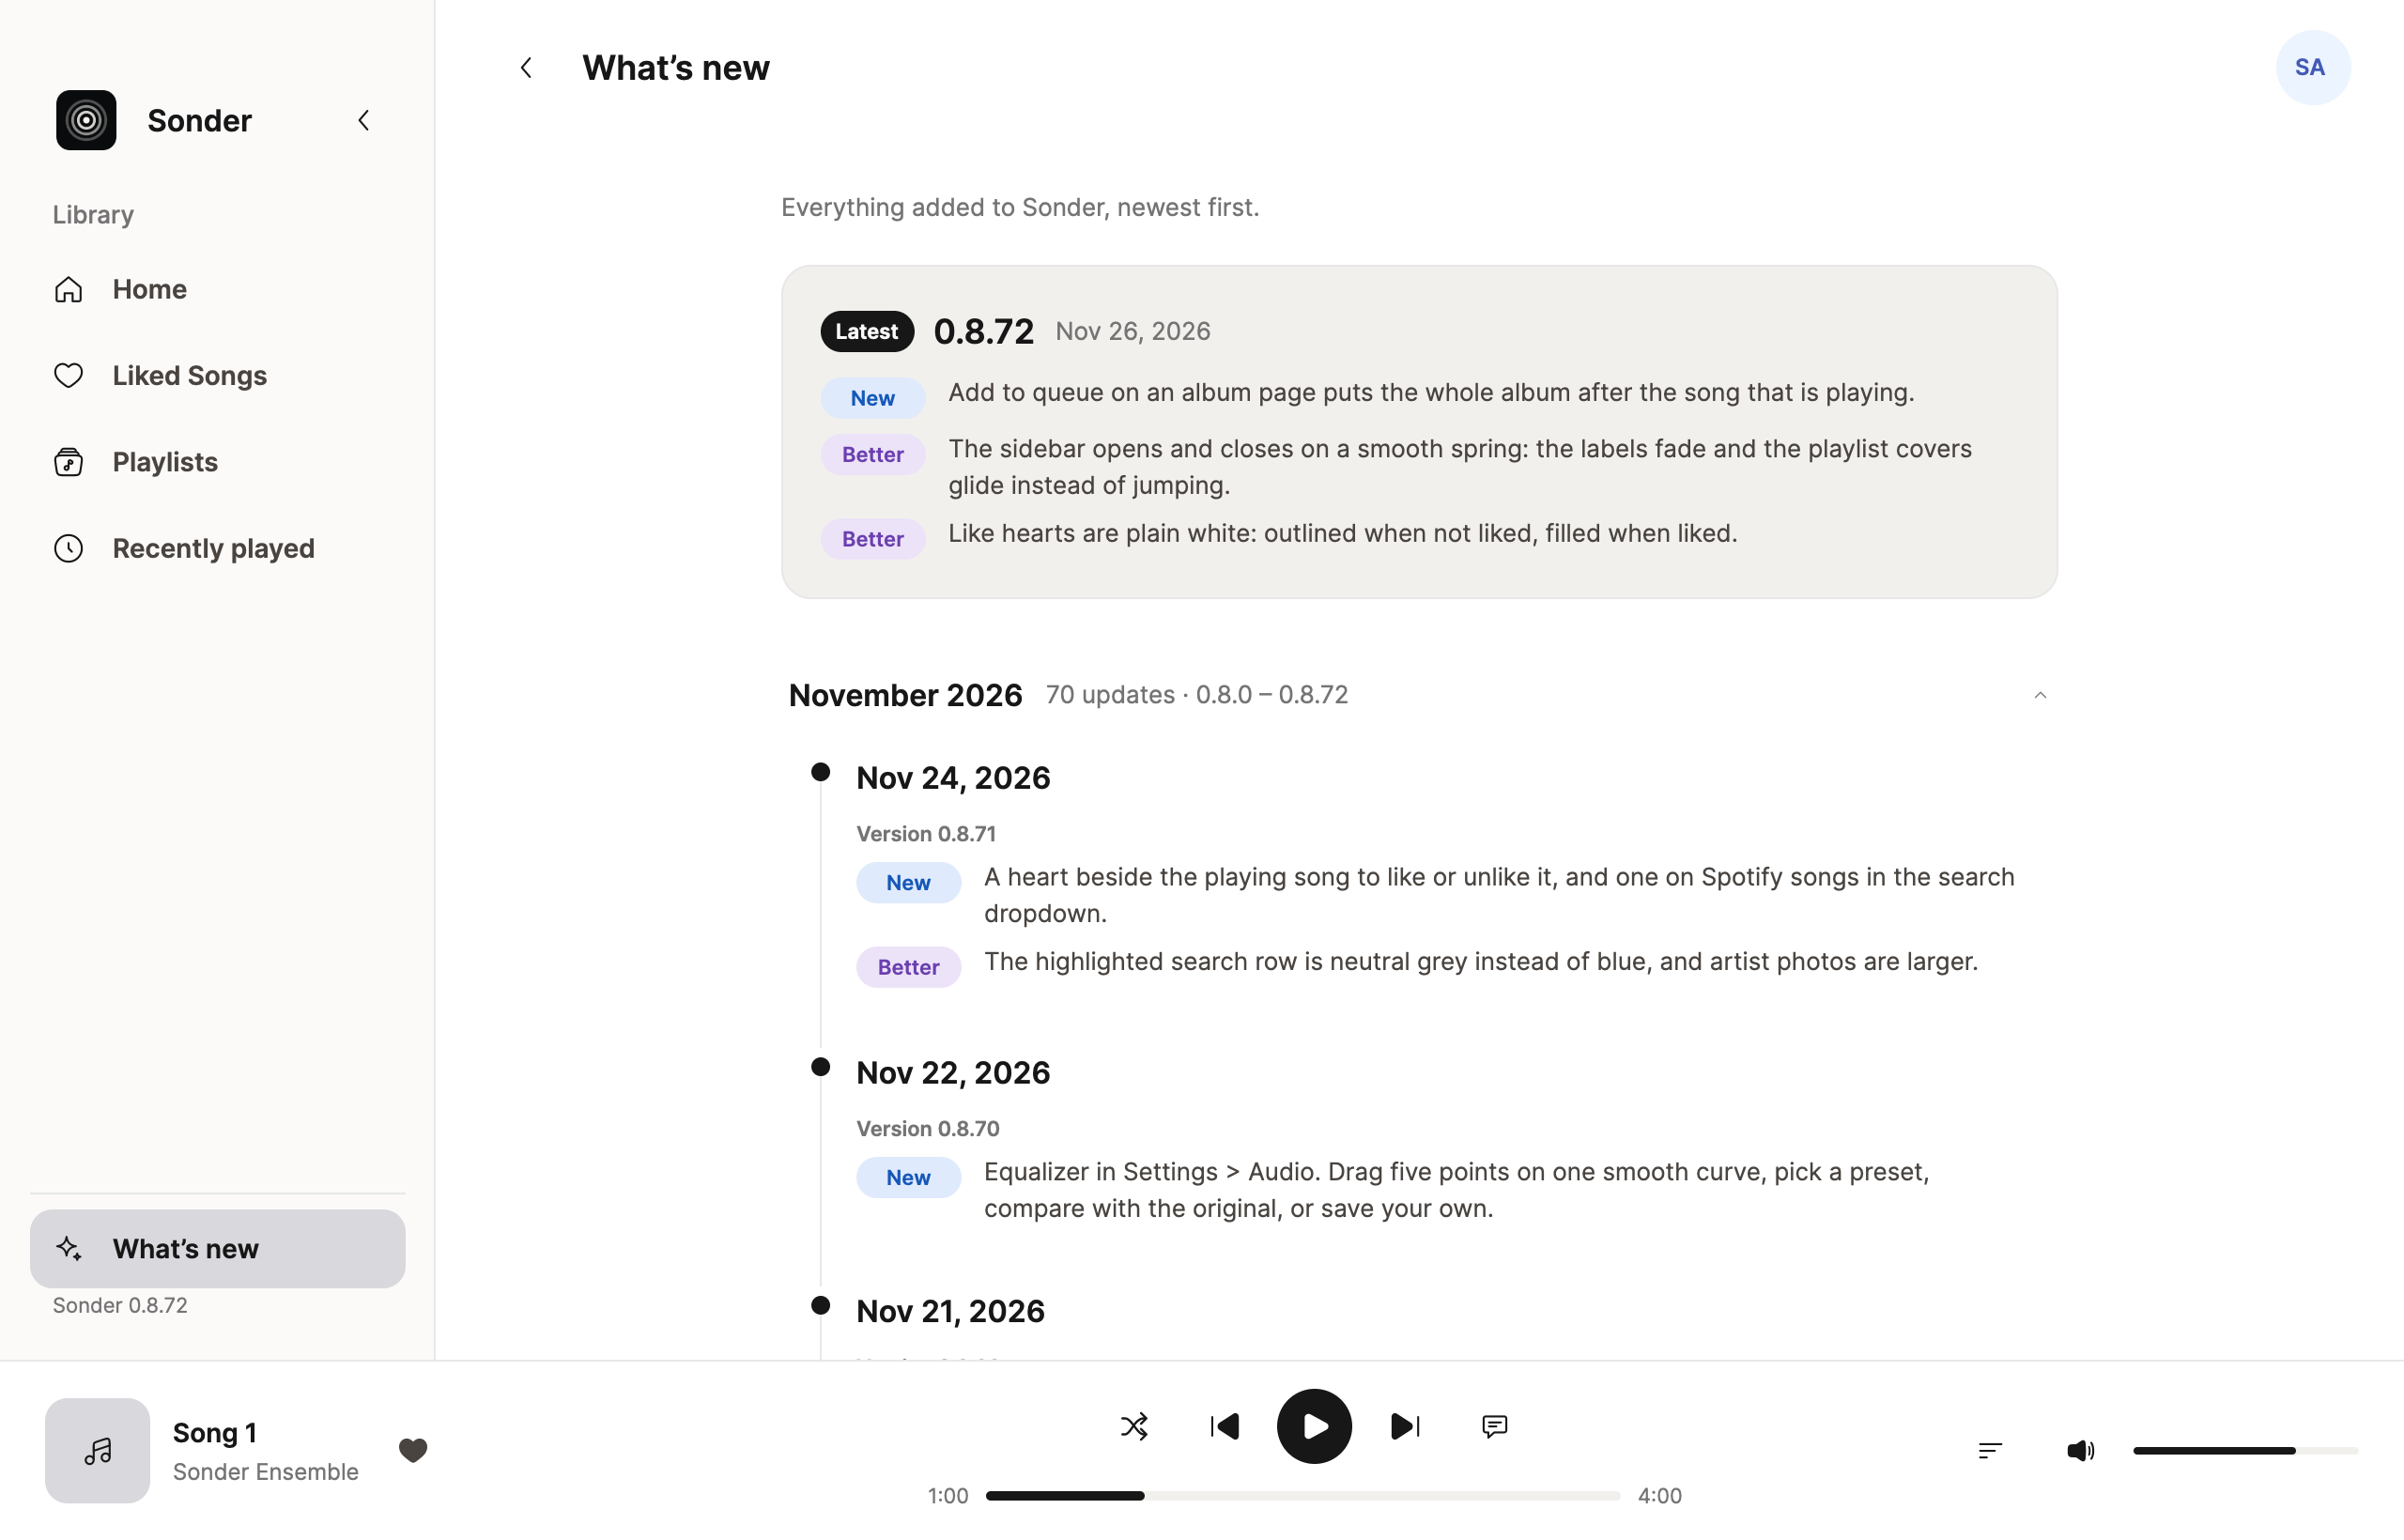 Sonder
Library
Home
Liked Songs
Playlists
Recently played
What’s new
Sonder 0.8.72
What’s new
SA
Everything added to Sonder, newest first.
Latest 0.8.72 Nov 26, 2026
New Add to queue on an album page puts the whole album after the song that is playing.
Better The sidebar opens and closes on a smooth spring: the labels fade and the playlist covers
glide instead of jumping.
Better Like hearts are plain white: outlined when not liked, filled when liked.
November 2026 70 updates · 0.8.0 – 0.8.72
Nov 24, 2026
Version 0.8.71
New A heart beside the playing song to like or unlike it, and one on Spotify songs in the search
dropdown.
Better The highlighted search row is neutral grey instead of blue, and artist photos are larger.
Nov 22, 2026
Version 0.8.70
New Equalizer in Settings > Audio. Drag five points on one smooth curve, pick a preset,
compare with the original, or save your own.
Nov 21, 2026
Song 1
Sonder Ensemble
1:00
4:00